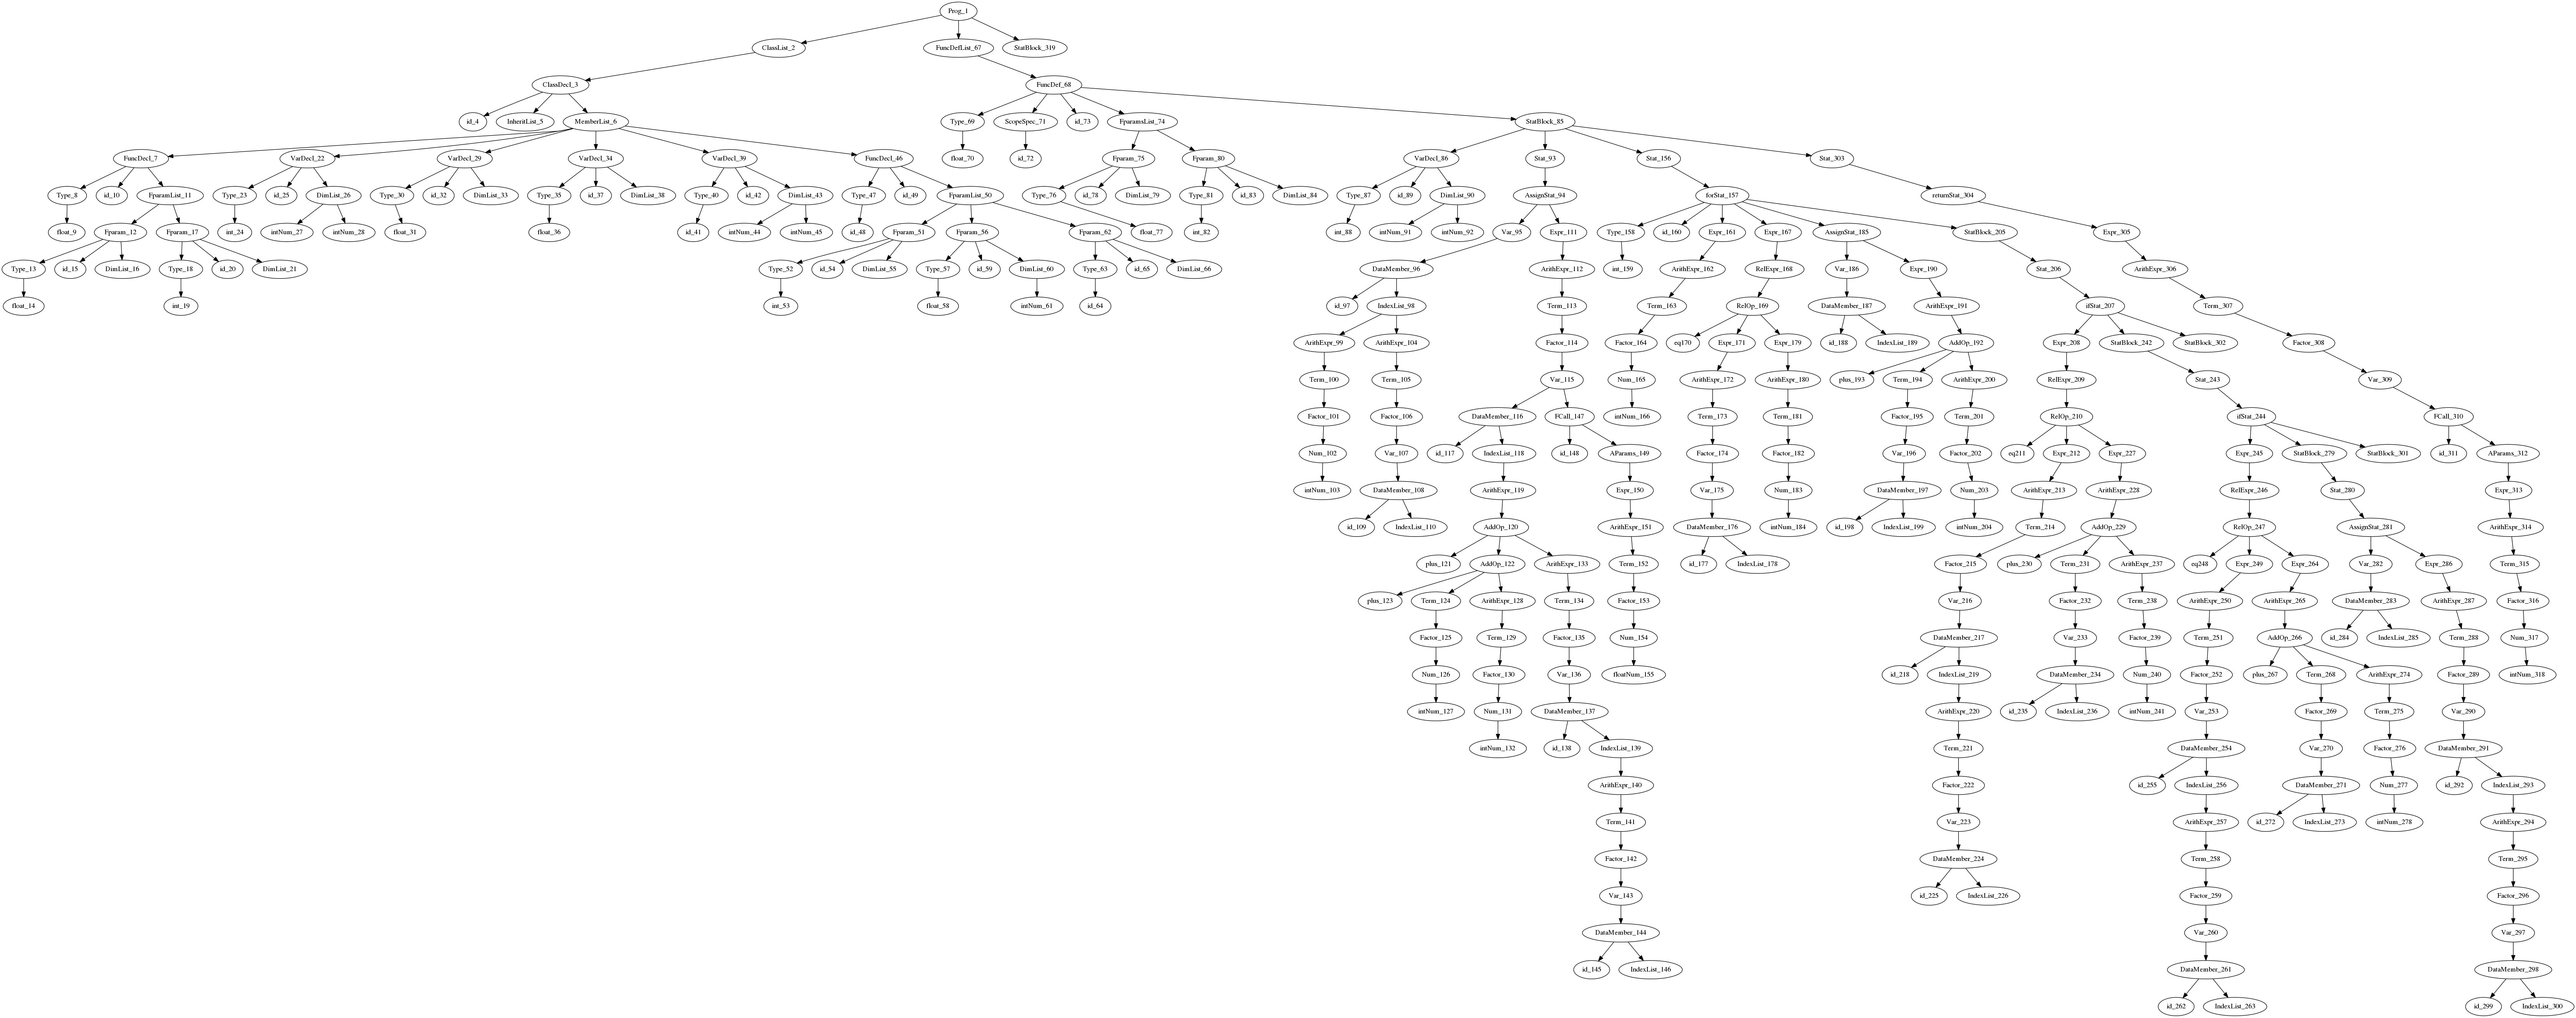 Prog_1
ClassList_2 FuncDefList_67 StatBlock_319
ClassDecl_3 FuncDef_68
id_4 InheritList_5 MemberList_6 Type_69 ScopeSpec_71 id_73 FparamsList_74 StatBlock_85
FuncDecl_7 VarDecl_22 VarDecl_29 VarDecl_34 VarDecl_39 FuncDecl_46 float_70 id_72 Fparam_75 Fparam_80 VarDecl_86 Stat_93 Stat_156 Stat_303
Type_8 id_10 FparamList_11 Type_23 id_25 DimList_26 Type_30 id_32 DimList_33 Type_35 id_37 DimList_38 Type_40 id_42 DimList_43 Type_47 id_49 FparamList_50 Type_76 id_78 DimList_79 Type_81 id_83 DimList_84 Type_87 id_89 DimList_90 AssignStat_94 forStat_157 returnStat_304
float_9 Fparam_12 Fparam_17 int_24 intNum_27 intNum_28 float_31 float_36 id_41 intNum_44 intNum_45 id_48 Fparam_51 Fparam_56 Fparam_62 float_77 int_82 int_88 intNum_91 intNum_92 Var_95 Expr_111 Type_158 id_160 Expr_161 Expr_167 AssignStat_185 StatBlock_205 Expr_305
Type_13 id_15 DimList_16 Type_18 id_20 DimList_21 Type_52 id_54 DimList_55 Type_57 id_59 DimList_60 Type_63 id_65 DimList_66 DataMember_96 ArithExpr_112 int_159 ArithExpr_162 RelExpr_168 Var_186 Expr_190 Stat_206 ArithExpr_306
float_14 int_19 int_53 float_58 intNum_61 id_64 id_97 IndexList_98 Term_113 Term_163 RelOp_169 DataMember_187 ArithExpr_191 ifStat_207 Term_307
ArithExpr_99 ArithExpr_104 Factor_114 Factor_164 eq170 Expr_171 Expr_179 id_188 IndexList_189 AddOp_192 Expr_208 StatBlock_242 StatBlock_302 Factor_308
Term_100 Term_105 Var_115 Num_165 ArithExpr_172 ArithExpr_180 plus_193 Term_194 ArithExpr_200 RelExpr_209 Stat_243 Var_309
Factor_101 Factor_106 DataMember_116 FCall_147 intNum_166 Term_173 Term_181 Factor_195 Term_201 RelOp_210 ifStat_244 FCall_310
Num_102 Var_107 id_117 IndexList_118 id_148 AParams_149 Factor_174 Factor_182 Var_196 Factor_202 eq211 Expr_212 Expr_227 Expr_245 StatBlock_279 StatBlock_301 id_311 AParams_312
intNum_103 DataMember_108 ArithExpr_119 Expr_150 Var_175 Num_183 DataMember_197 Num_203 ArithExpr_213 ArithExpr_228 RelExpr_246 Stat_280 Expr_313
id_109 IndexList_110 AddOp_120 ArithExpr_151 DataMember_176 intNum_184 id_198 IndexList_199 intNum_204 Term_214 AddOp_229 RelOp_247 AssignStat_281 ArithExpr_314
plus_121 AddOp_122 ArithExpr_133 Term_152 id_177 IndexList_178 Factor_215 plus_230 Term_231 ArithExpr_237 eq248 Expr_249 Expr_264 Var_282 Expr_286 Term_315
plus_123 Term_124 ArithExpr_128 Term_134 Factor_153 Var_216 Factor_232 Term_238 ArithExpr_250 ArithExpr_265 DataMember_283 ArithExpr_287 Factor_316
Factor_125 Term_129 Factor_135 Num_154 DataMember_217 Var_233 Factor_239 Term_251 AddOp_266 id_284 IndexList_285 Term_288 Num_317
Num_126 Factor_130 Var_136 floatNum_155 id_218 IndexList_219 DataMember_234 Num_240 Factor_252 plus_267 Term_268 ArithExpr_274 Factor_289 intNum_318
intNum_127 Num_131 DataMember_137 ArithExpr_220 id_235 IndexList_236 intNum_241 Var_253 Factor_269 Term_275 Var_290
intNum_132 id_138 IndexList_139 Term_221 DataMember_254 Var_270 Factor_276 DataMember_291
ArithExpr_140 Factor_222 id_255 IndexList_256 DataMember_271 Num_277 id_292 IndexList_293
Term_141 Var_223 ArithExpr_257 id_272 IndexList_273 intNum_278 ArithExpr_294
Factor_142 DataMember_224 Term_258 Term_295
Var_143 id_225 IndexList_226 Factor_259 Factor_296
DataMember_144 Var_260 Var_297
id_145 IndexList_146 DataMember_261 DataMember_298
id_262 IndexList_263 id_299 IndexList_300